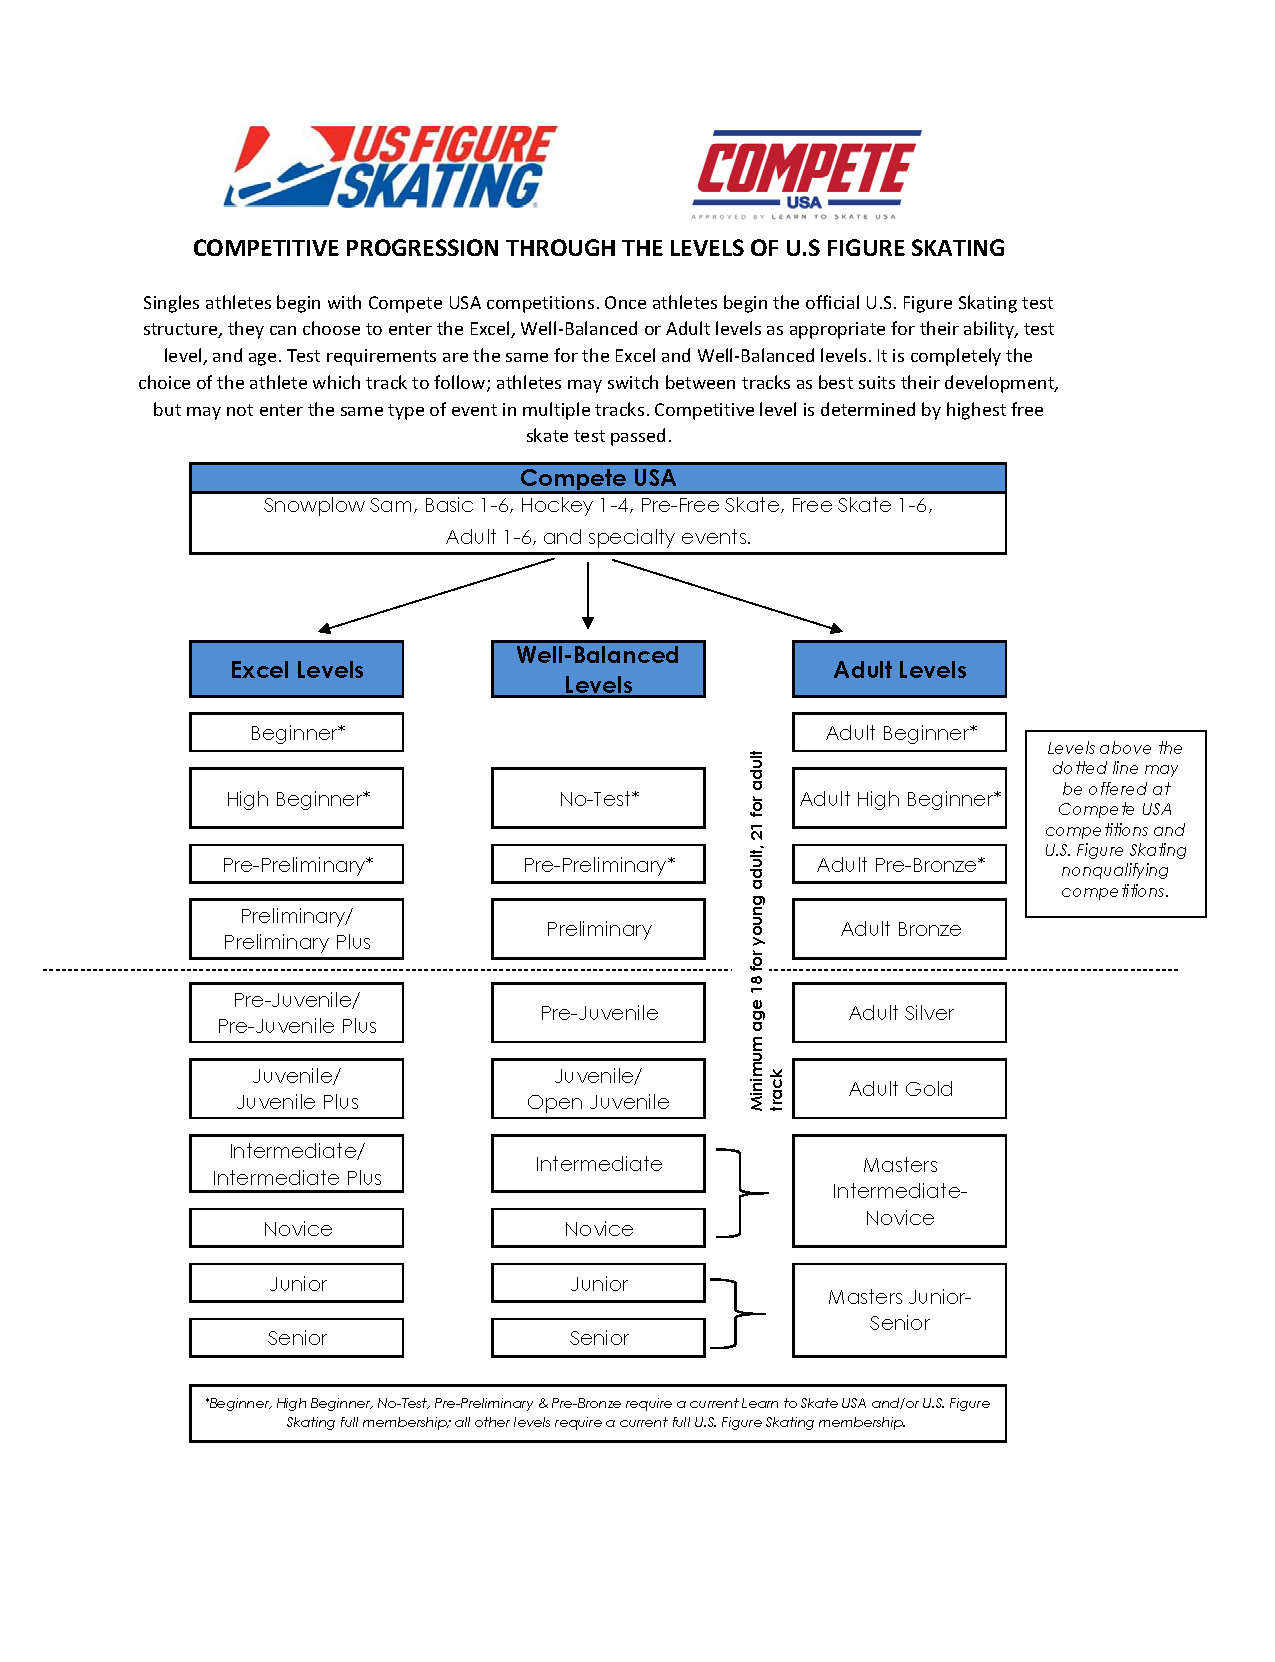 US FIGURE
SKATING
COMPETE
USA
APPROVED BY LEARN TO SKATE USA
COMPETITIVE PROGRESSION THROUGH THE LEVELS OF U.S FIGURE SKATING
Singles athletes begin with Compete USA competitions. Once athletes begin the official U.S. Figure Skating test
structure, they can choose to enter the Excel, Well-Balanced or Adult levels as appropriate for their ability, test
level, and age. Test requirements are the same for the Excel and Well-Balanced levels. It is completely the
choice of the athlete which track to follow; athletes may switch between tracks as best suits their development,
but may not enter the same type of event in multiple tracks. Competitive level is determined by highest free
skate test passed.
Compete USA
Snowplow Sam, Basic 1-6, Hockey 1-4, Pre-Free Skate, Free Skate 1-6,
Adult 1-6, and specialty events.
Excel Levels
Beginner*
High Beginner*
Pre-Preliminary*
Preliminary/
Preliminary Plus
Pre-Juvenile/
Pre-Juvenile Plus
Juvenile/
Juvenile Plus
Intermediate/
Intermediate Plus
Novice
Junior
Senior
Well-Balanced
Levels
No-Test*
Pre-Preliminary*
Preliminary
Pre-Juvenile
Juvenile/
Open Juvenile
Intermediate
Novice
Junior
Senior
Minimum age 18 for young adult, 21 for adult
track
Adult Levels
Adult Beginner*
Adult High Beginner*
Adult Pre-Bronze*
Adult Bronze
Adult Silver
Adult Gold
Masters
Intermediate-
Novice
Masters Junior-
Senior
Levels above the
dotted line may
be offered at
Compete USA
competitions and
U.S. Figure Skating
nonqualifying
competitions.
*Beginner, High Beginner, No-Test, Pre-Preliminary & Pre-Bronze require a current Learn to Skate USA and/or U.S. Figure
Skating full membership; all other levels require a current full U.S. Figure Skating membership.